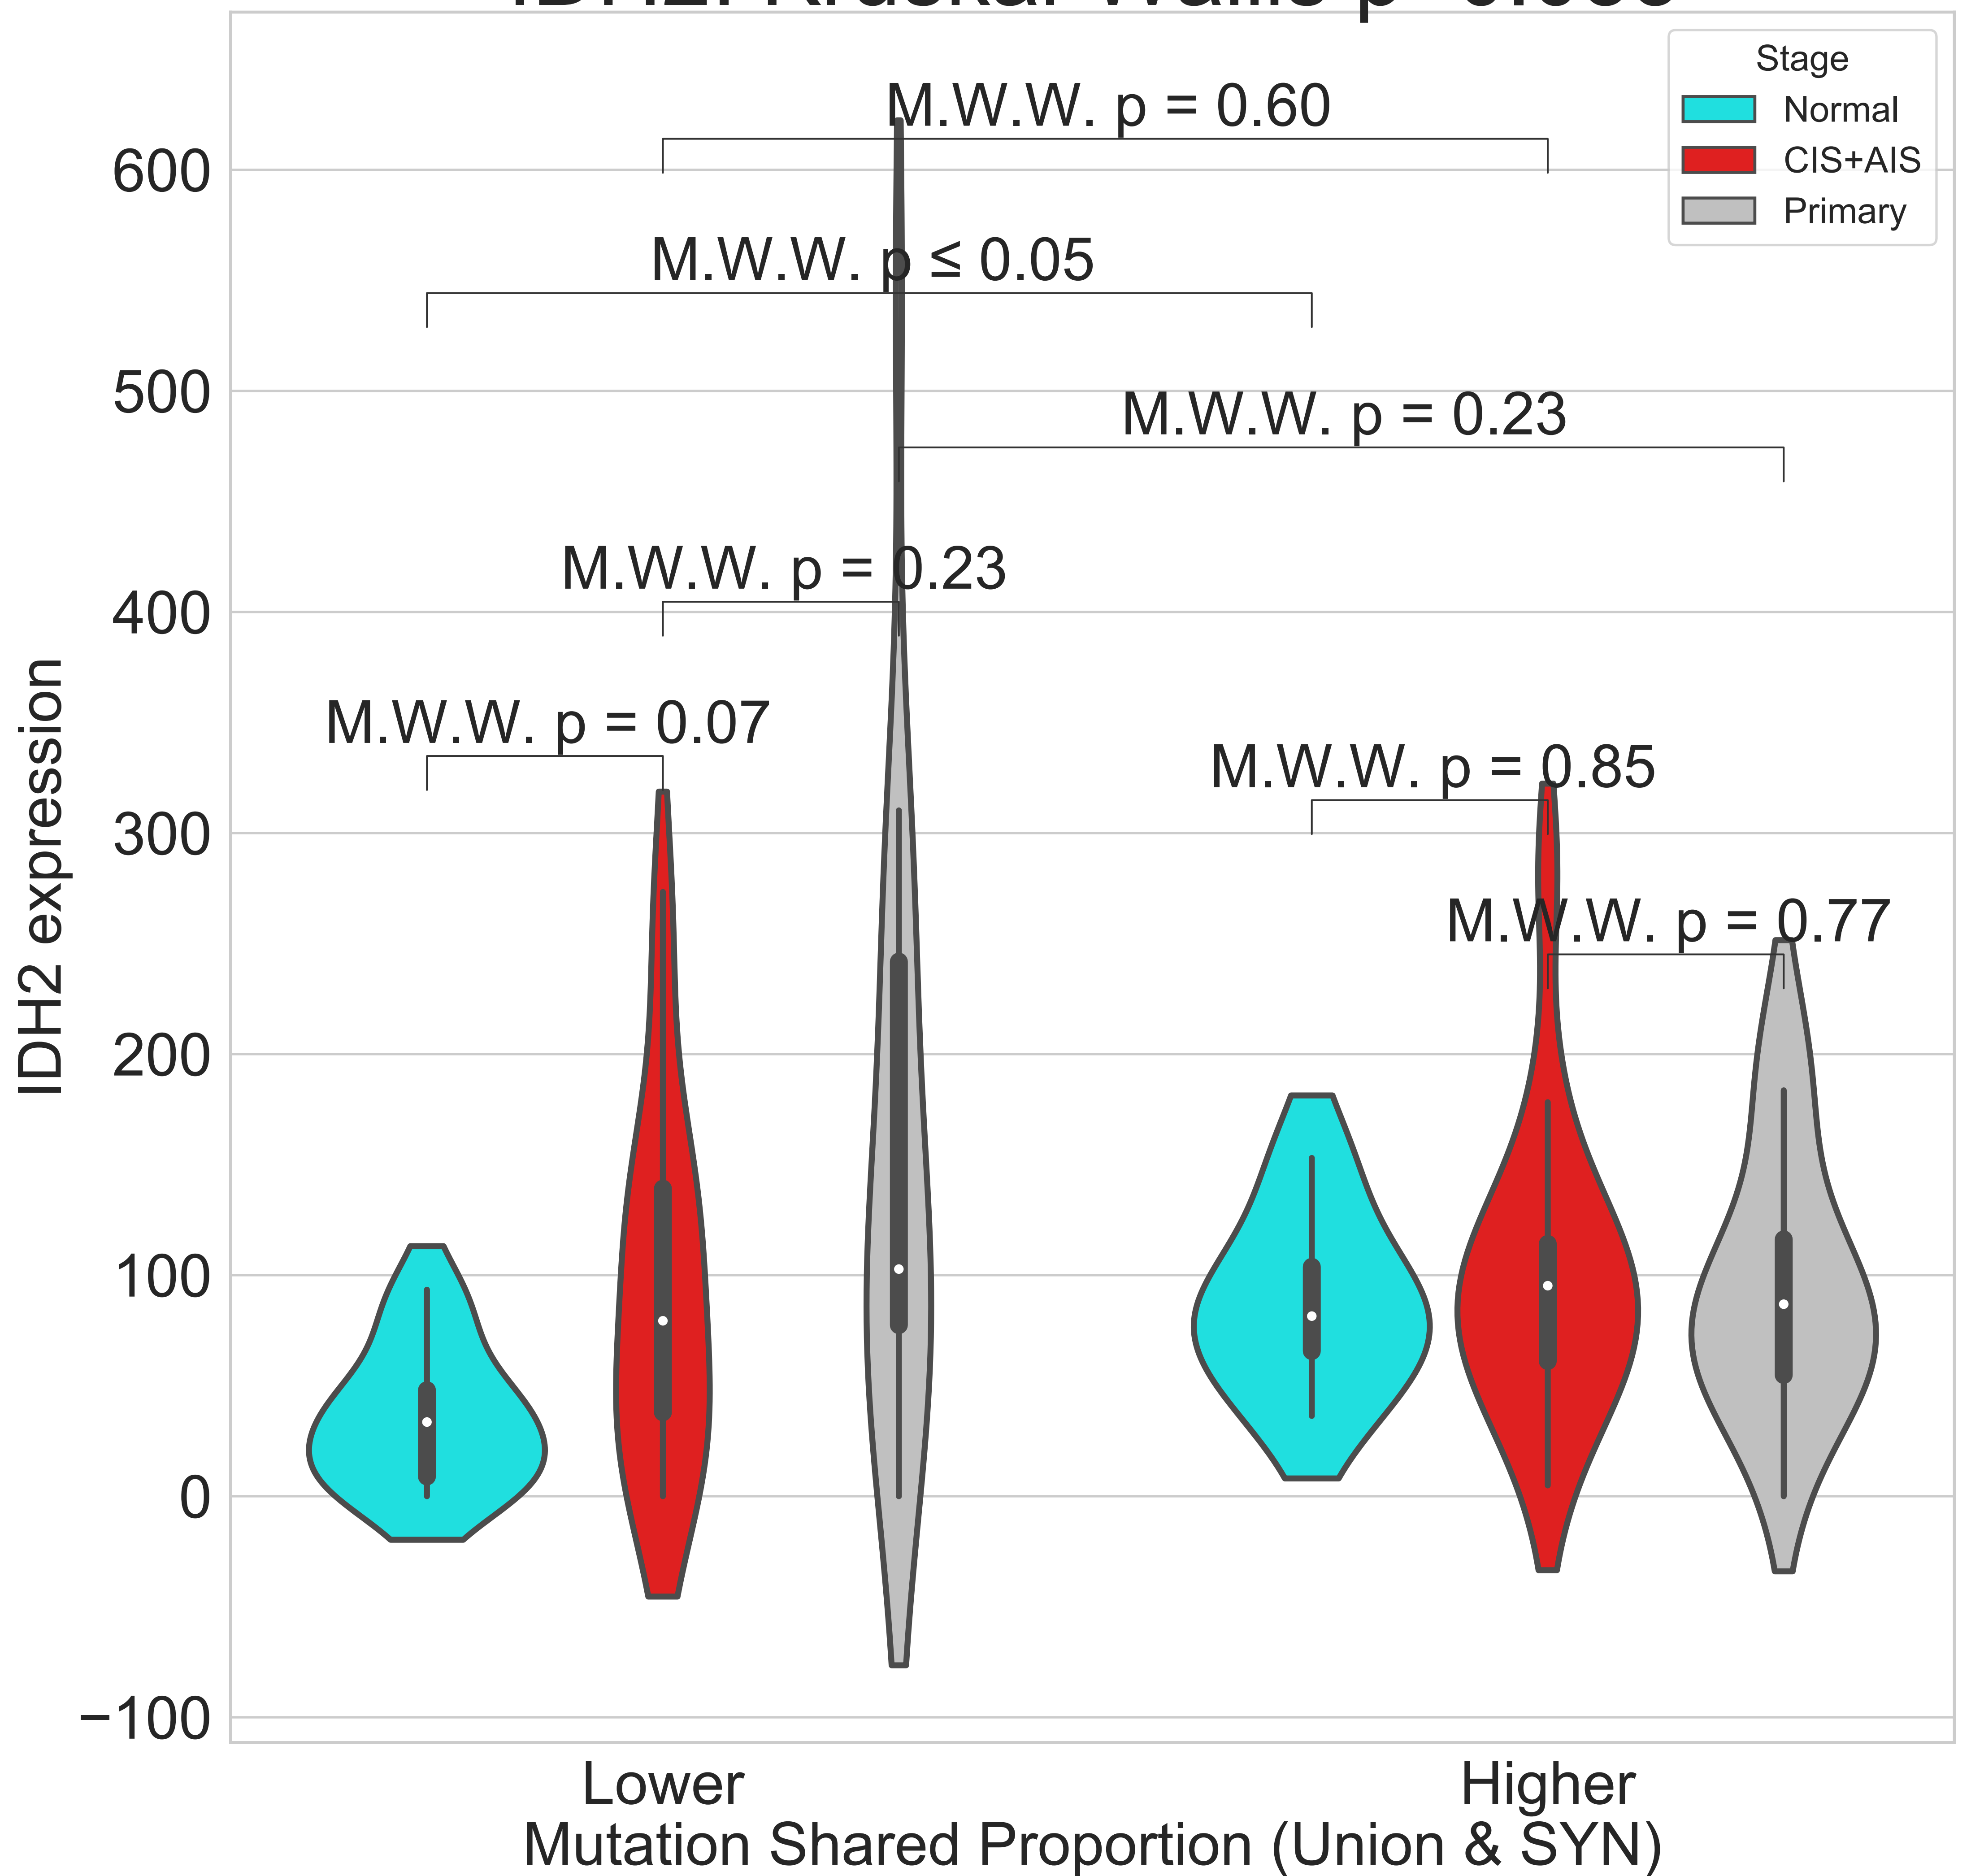 Stage
Normal
CIS+AIS
Primary
M.W.W. p = 0.60
M.W.W. p ≤ 0.05
M.W.W. p = 0.23
M.W.W. p = 0.23
M.W.W. p = 0.07
M.W.W. p = 0.85
M.W.W. p = 0.77
600
500
400
300
200
100
0
−100
IDH2 expression
Lower
Higher
Mutation Shared Proportion (Union & SYN)